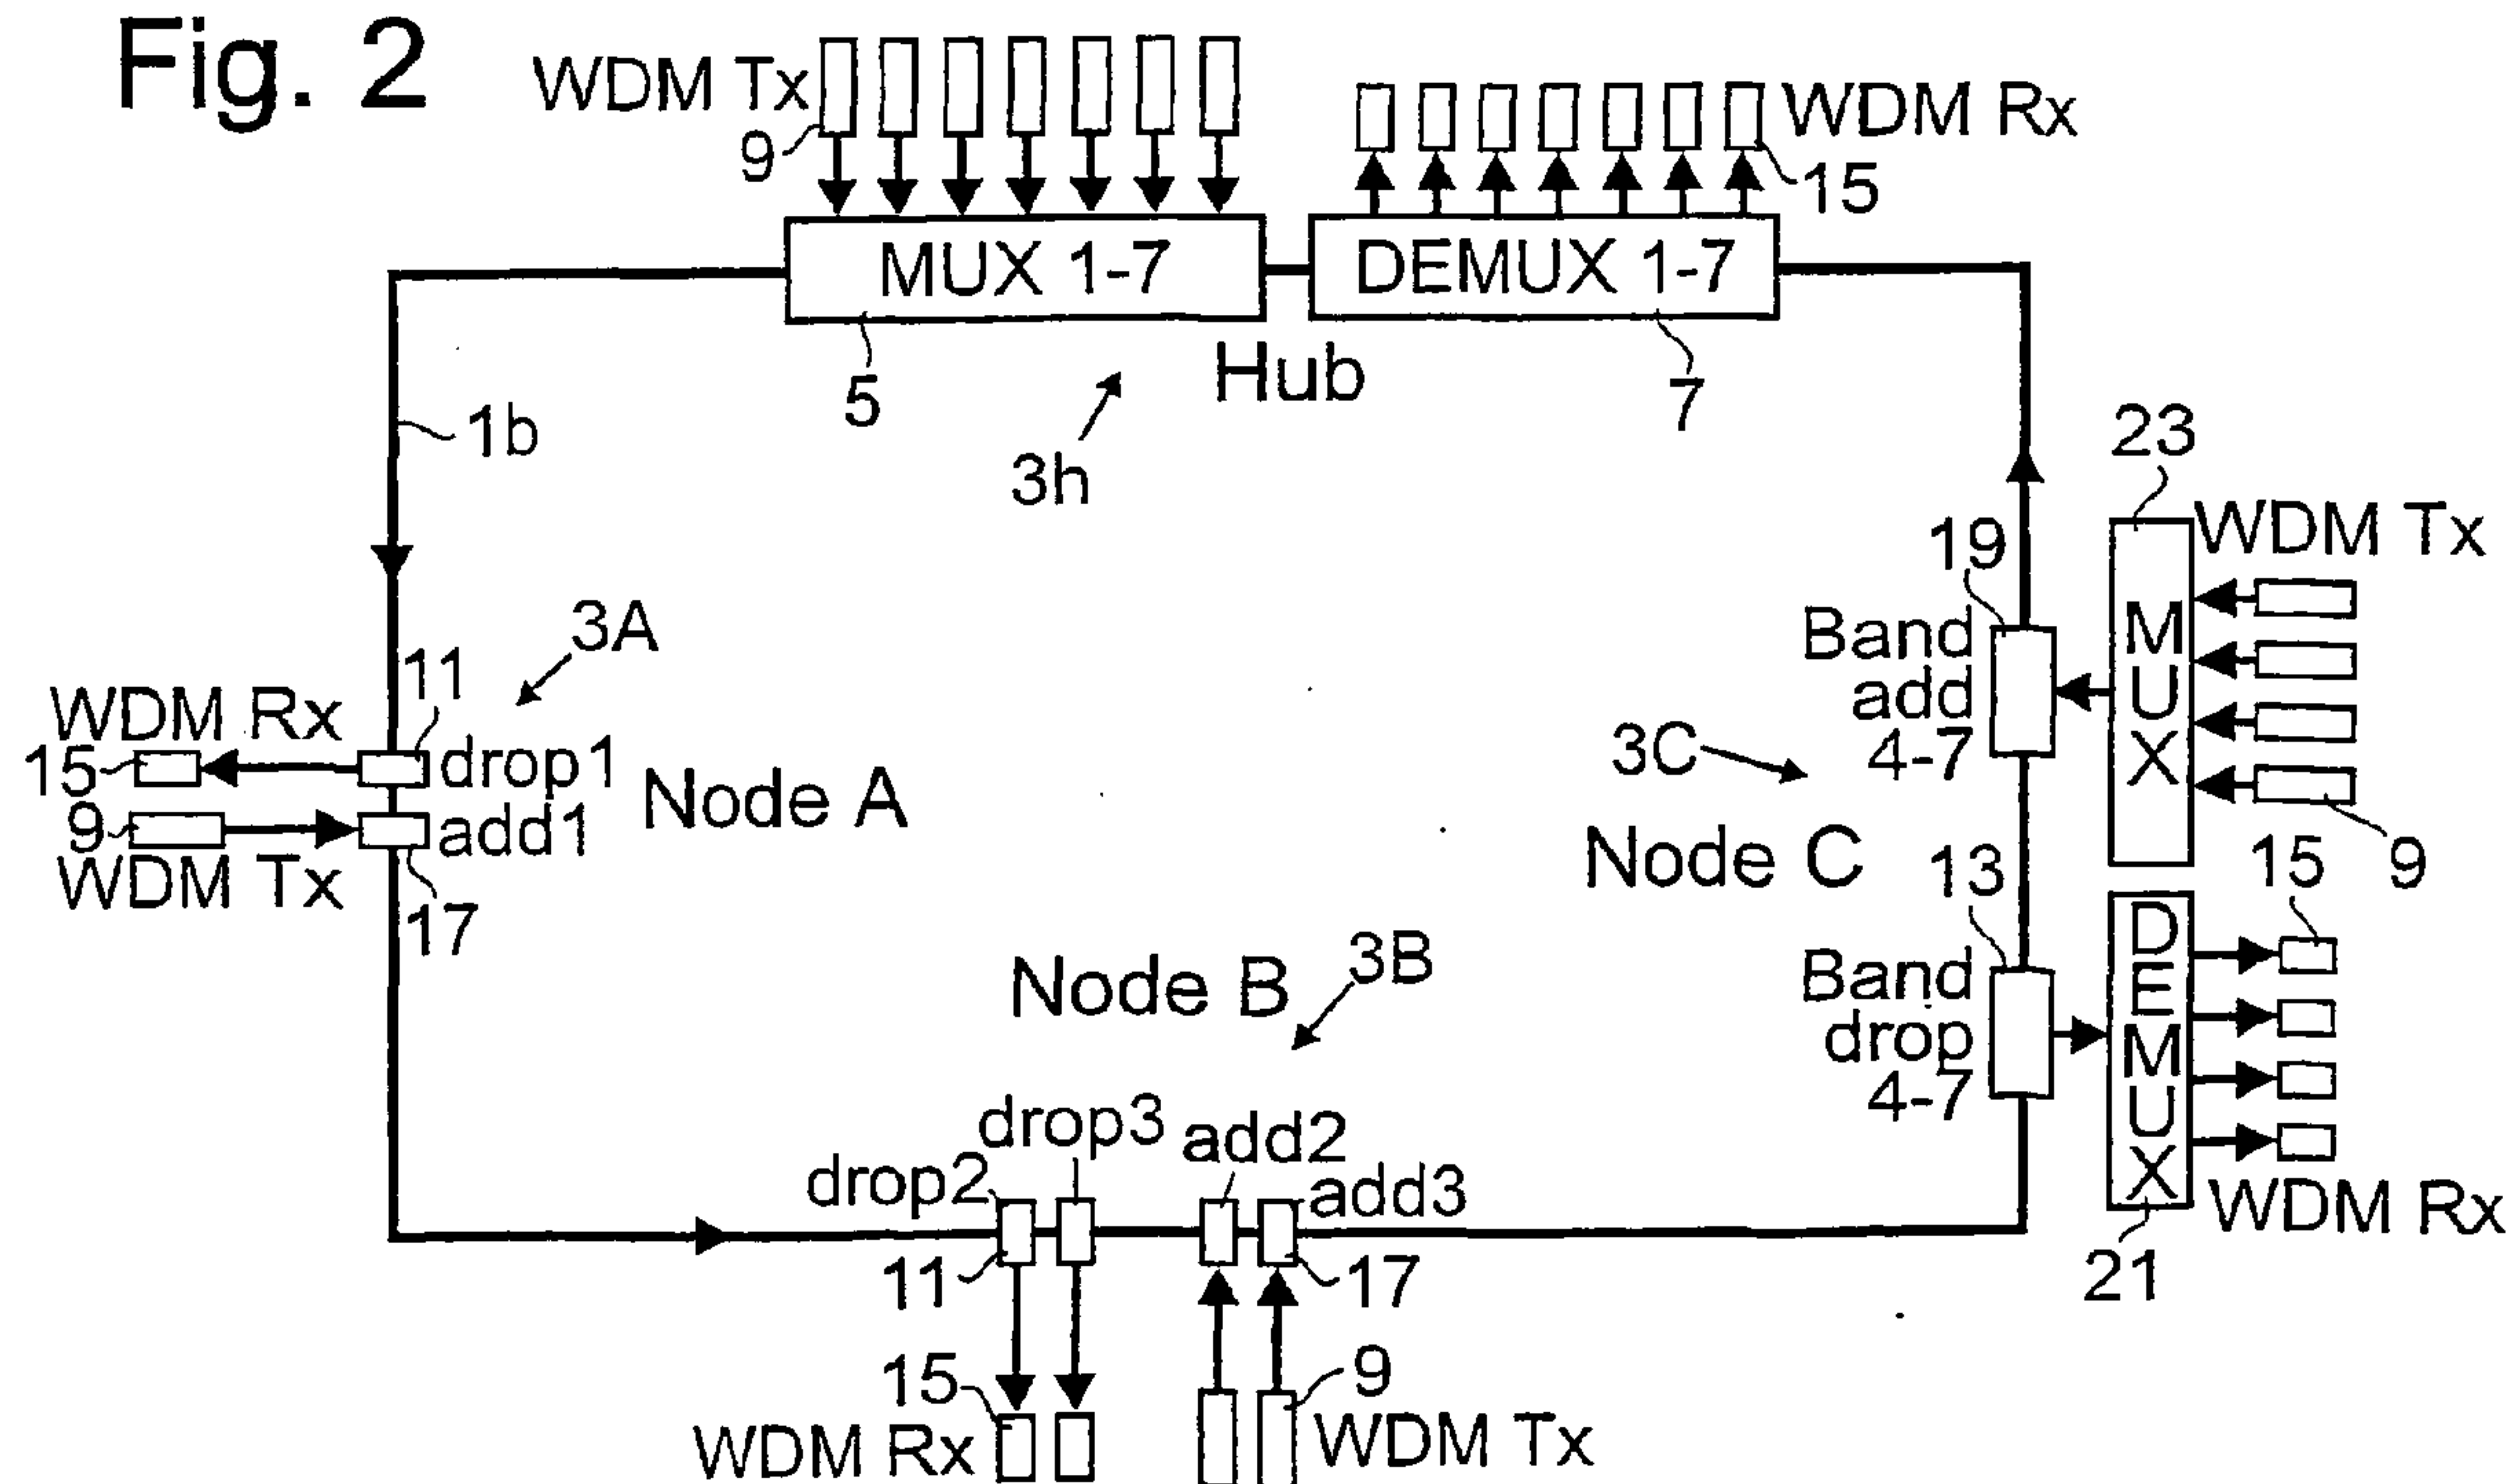 Fig. 2
WDM Tx
9
WDM Rx
15
MUX 1-7
DEMUX 1-7
5
Hub
7
3h
1b
23
WDM Tx
19
Band
add
4-7
MUX
9
3A
11
WDM Rx
15
drop1
Node A
9
add1
WDM Tx
17
3C
Node C
13
15
Band
drop
4-7
DEMUX
WDM Rx
21
Node B
3B
drop3
add2
drop2
add3
11
17
15
9
WDM Rx
WDM Tx